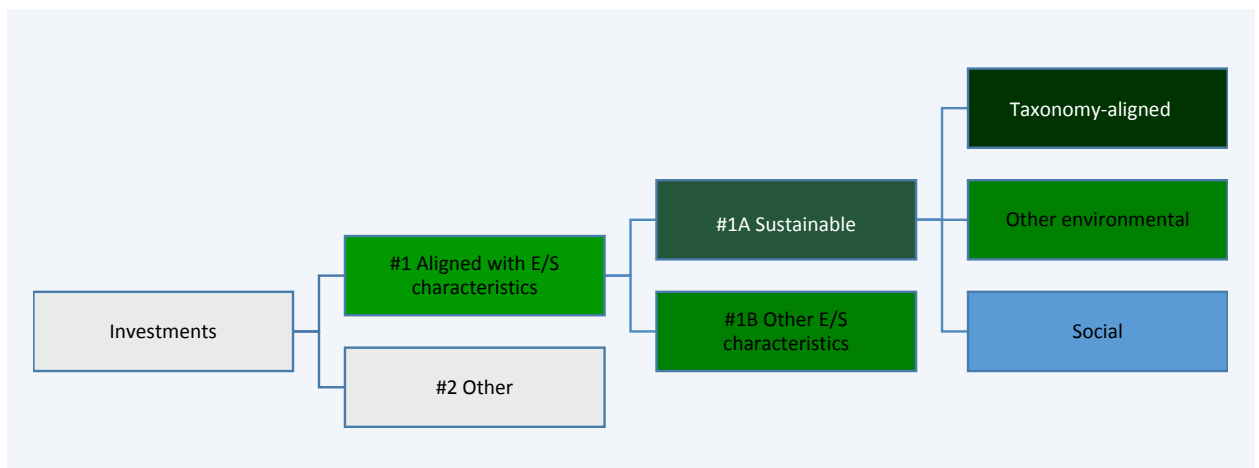 Investments
#1 Aligned with E/S
characteristics
#2 Other
#1A Sustainable
#1B Other E/S
characteristics
Taxonomy-aligned
Other environmental
Social